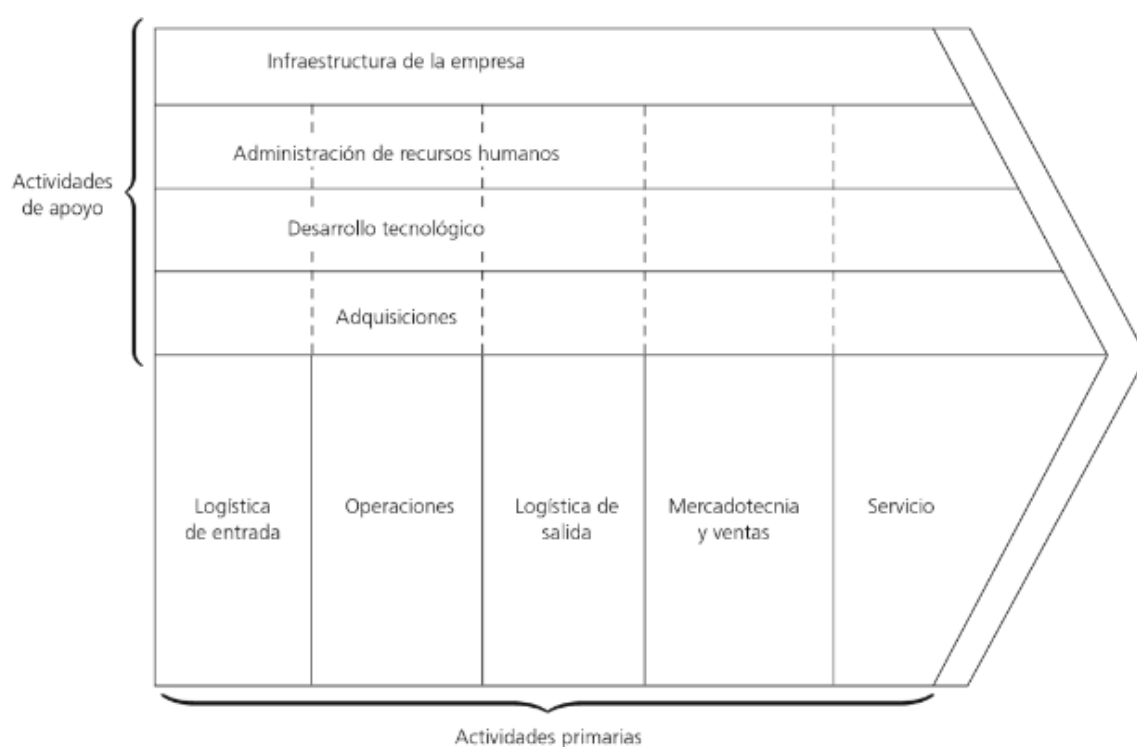 Infraestructura de la empresa
Administración de recursos humanos
Actividades
de apoyo
Desarrollo tecnológico
Adquisiciones
Logística
de entrada
Operaciones
Logística de
salida
Mercadotecnia
y ventas
Servicio
Actividades primarias